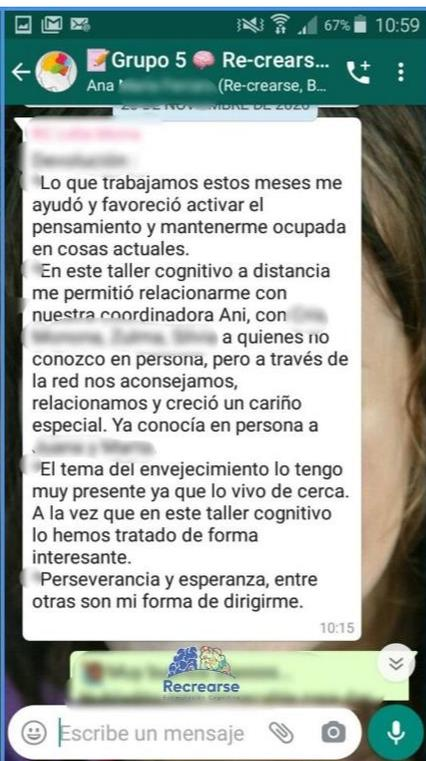 67% 10:59
Grupo 5 Re-crears...
Ana (Re-crearse, B...
DE 2020
Lo que trabajamos estos meses me
ayudó y favoreció activar el
pensamiento y mantenerme ocupada
en cosas actuales.
En este taller cognitivo a distancia
me permitió relacionarme con
nuestra coordinadora Ani, con
a quienes no
conozco en persona, pero a través de
la red nos aconsejamos,
relacionamos y creció un cariño
especial. Ya conocía en persona a
El tema del envejecimiento lo tengo
muy presente ya que lo vivo de cerca.
A la vez que en este taller cognitivo
lo hemos tratado de forma
interesante.
Perseverancia y esperanza, entre
otras son mi forma de dirigirme.
10:15
Recrearse
Escribe un mensaje